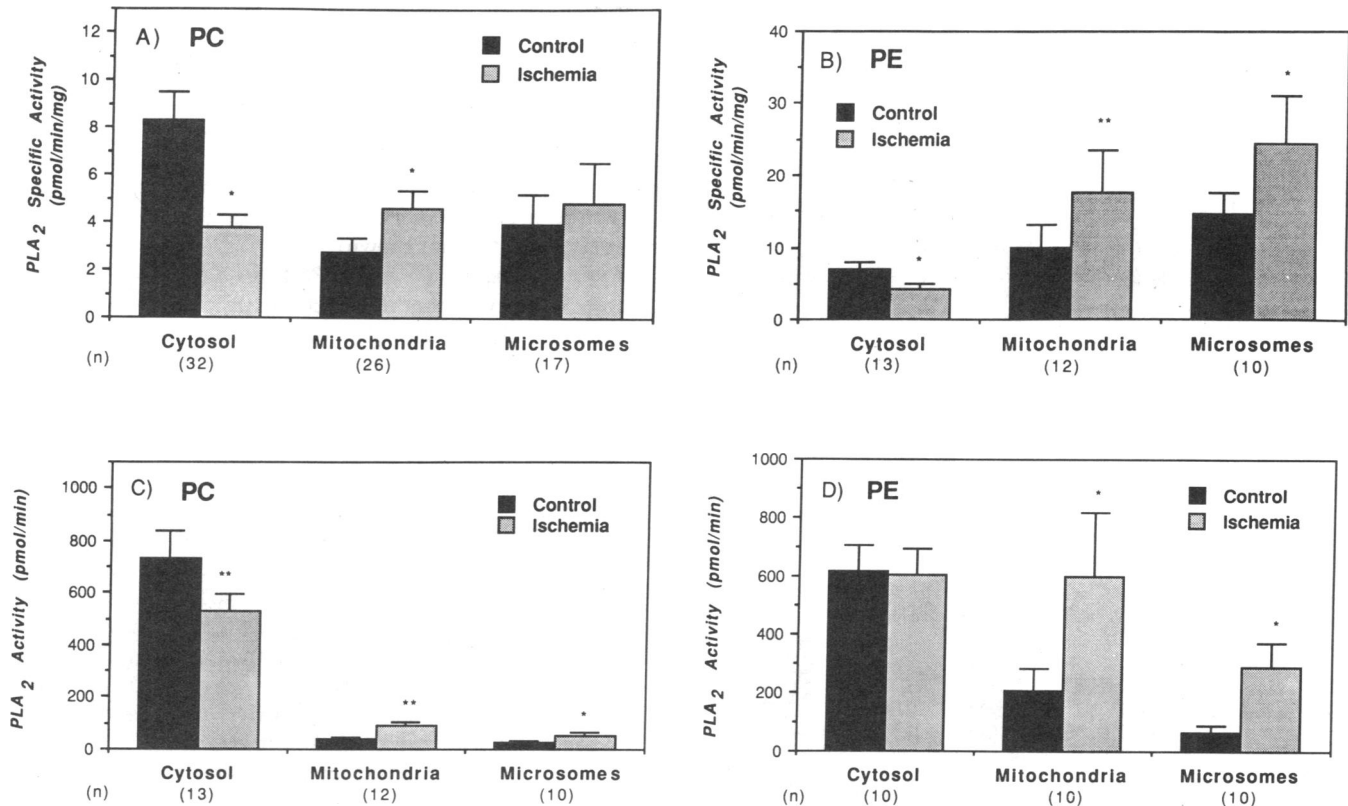 A) PC
Control
Ischemia
PLA2 Specific Activity
(pmol/min/mg)
12
10
8
6
4
2
0
Cytosol Mitochondria Microsomes
(n) (32) (26) (17)
* *
B) PE
Control
Ischemia
PLA2 Specific Activity
(pmol/min/mg)
40
30
20
10
0
* ** *
Cytosol Mitochondria Microsomes
(n) (13) (12) (10)
C) PC
Control
Ischemia
PLA2 Activity (pmol/min)
1000
800
600
400
200
0
** ** *
Cytosol Mitochondria Microsomes
(n) (13) (12) (10)
D) PE
Control
Ischemia
PLA2 Activity (pmol/min)
1000
800
600
400
200
0
* *
Cytosol Mitochondria Microsomes
(n) (10) (10) (10)